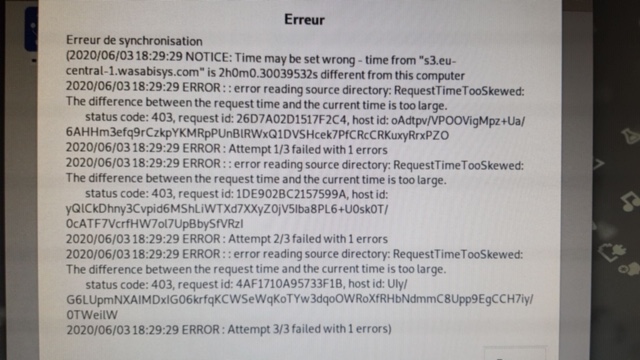 Erreur
Erreur de synchronisation
(2020/06/03 18:29:29 NOTICE: Time may be set wrong - time from "s3.eu-
central-1.wasabisys.com" is 2h0m0.30039532s different from this computer
2020/06/03 18:29:29 ERROR : : error reading source directory: RequestTimeTooSkewed:
The difference between the request time and the current time is too large.
status code: 403, request id: 26D7A02D1517F2C4, host id: oAdtpv/VPOOVigMpz+Ua/
6AHHm3efq9rCzkpYKMRpPUnBIRWxQ1DVSHcek7PfCRcCRKuxyRrxPZO
2020/06/03 18:29:29 ERROR : Attempt 1/3 failed with 1 errors
2020/06/03 18:29:29 ERROR : : error reading source directory: RequestTimeTooSkewed:
The difference between the request time and the current time is too large.
status code: 403, request id: 1DE902BC2157599A, host id:
yQlCkDhny3Cvpid6MShLiWTXd7XXyZ0jV5Iba8PL6+U0sk0T/
0cATF7VcrfHW7ol7UpBbySfVRzI
2020/06/03 18:29:29 ERROR : Attempt 2/3 failed with 1 errors
2020/06/03 18:29:29 ERROR : : error reading source directory: RequestTimeTooSkewed:
The difference between the request time and the current time is too large.
status code: 403, request id: 4AF1710A95733F1B, host id: Uly/
G6LUpmNXAIMDxIG06krfqKCWSeWqKoTYw3dqoOWRoXfRHbNdmmC8Upp9EgCCH7iy/
0TWeilW
2020/06/03 18:29:29 ERROR : Attempt 3/3 failed with 1 errors)